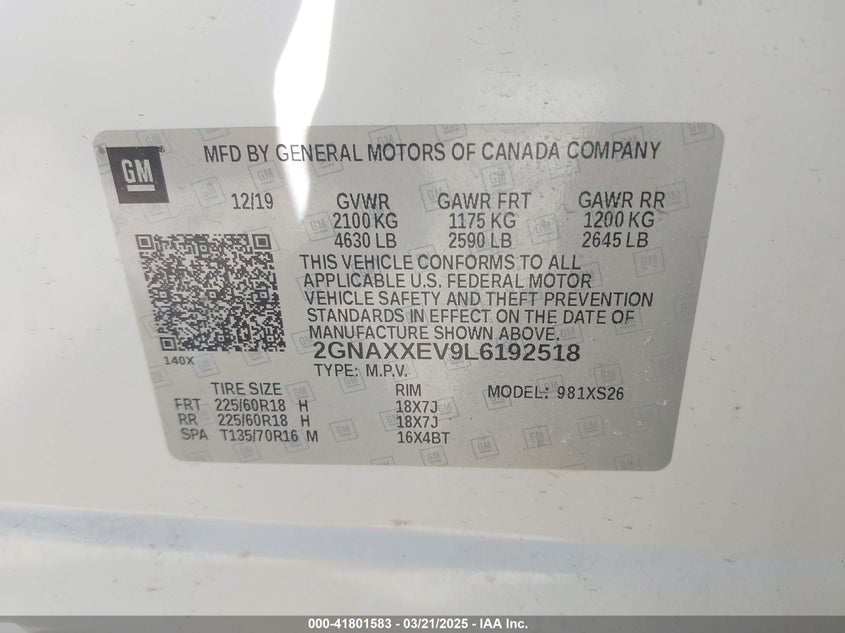 GM MFD BY GENERAL MOTORS OF CANADA COMPANY
12/19 GVWR GAWR FRT GAWR RR
2100 KG 1175 KG 1200 KG
4630 LB 2590 LB 2645 LB
THIS VEHICLE CONFORMS TO ALL
APPLICABLE U.S. FEDERAL MOTOR
VEHICLE SAFETY AND THEFT PREVENTION
STANDARDS IN EFFECT ON THE DATE OF
MANUFACTURE SHOWN ABOVE.
140X 2GNAXXEV9L6192518
TYPE: M.P.V.
TIRE SIZE RIM MODEL: 981XS26
FRT 225/60R18 H 18X7J
RR 225/60R18 H 18X7J
SPA T135/70R16 M 16X4BT
000-41801583 - 03/21/2025 - IAA Inc.